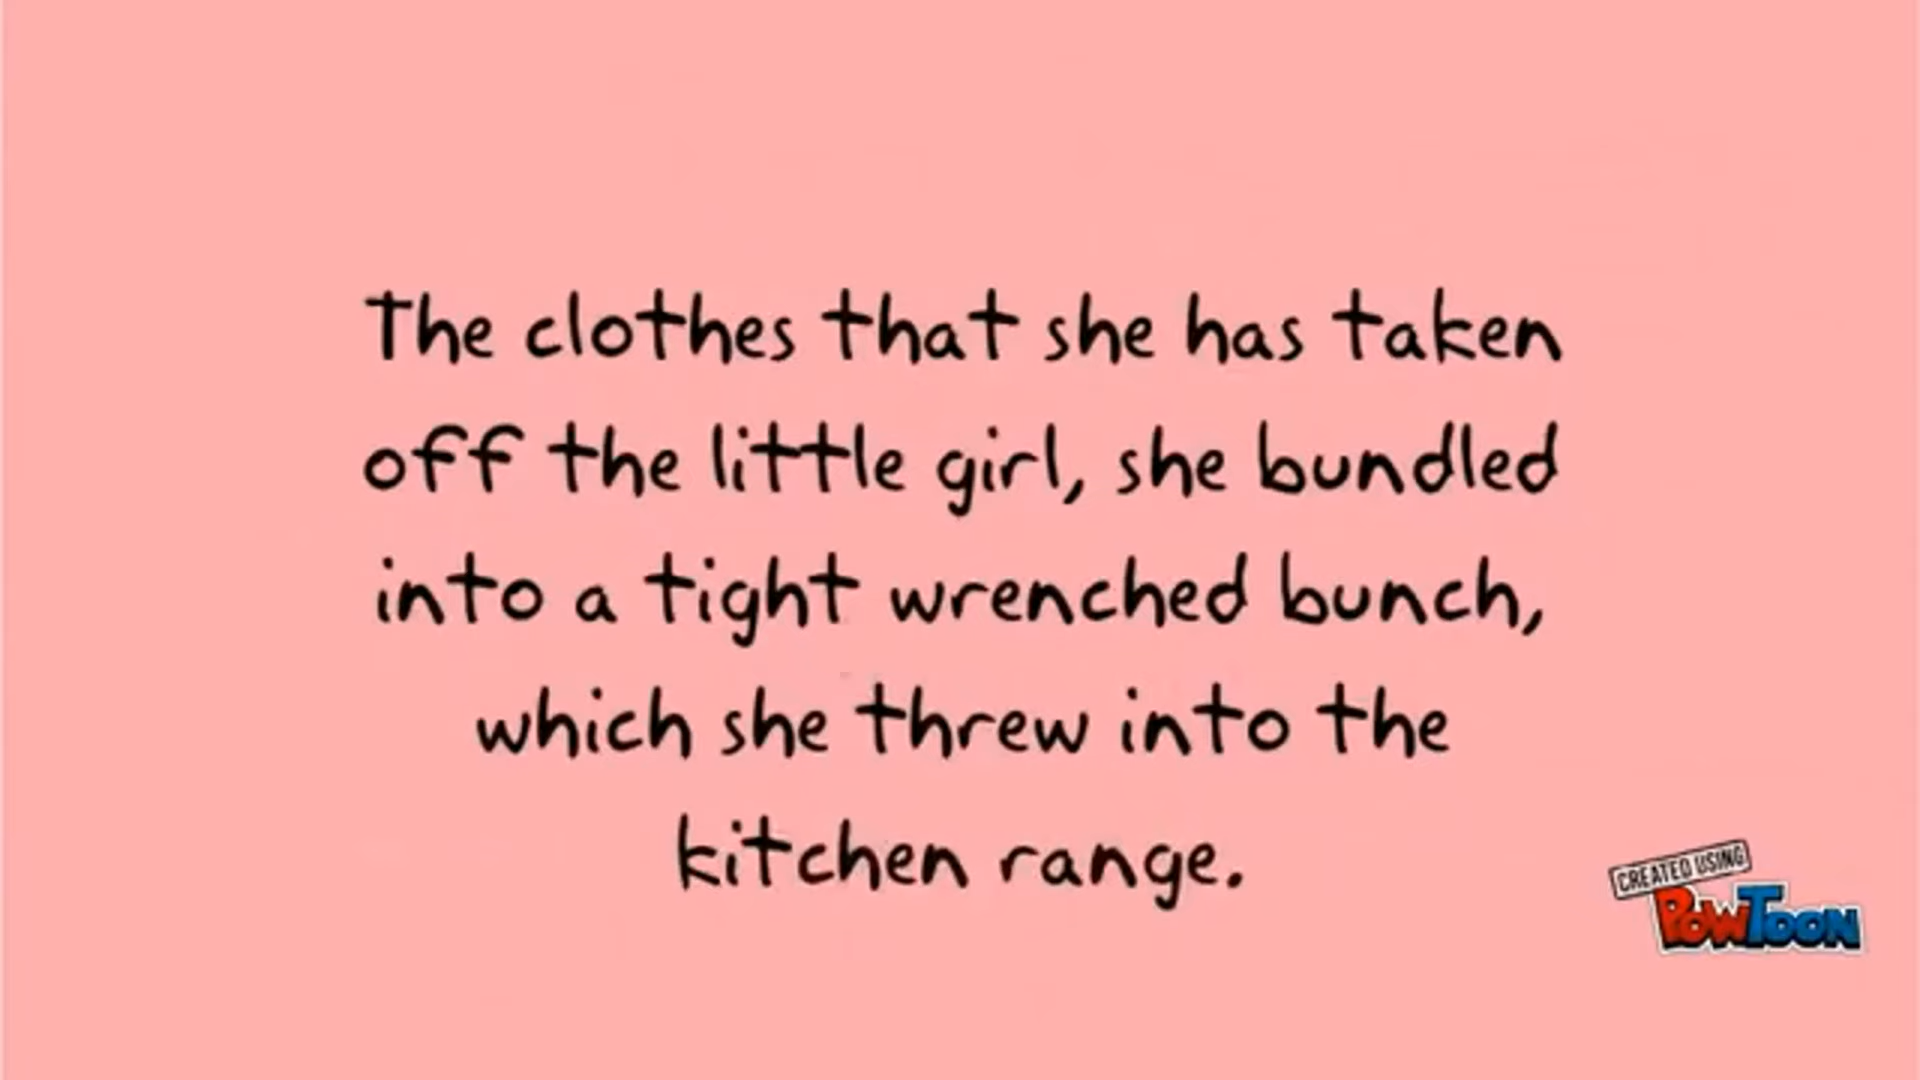 The clothes that she has taken
off the little girl, she bundled
into a tight wrenched bunch,
which she threw into the
kitchen range.
CREATED USING
POWTOON